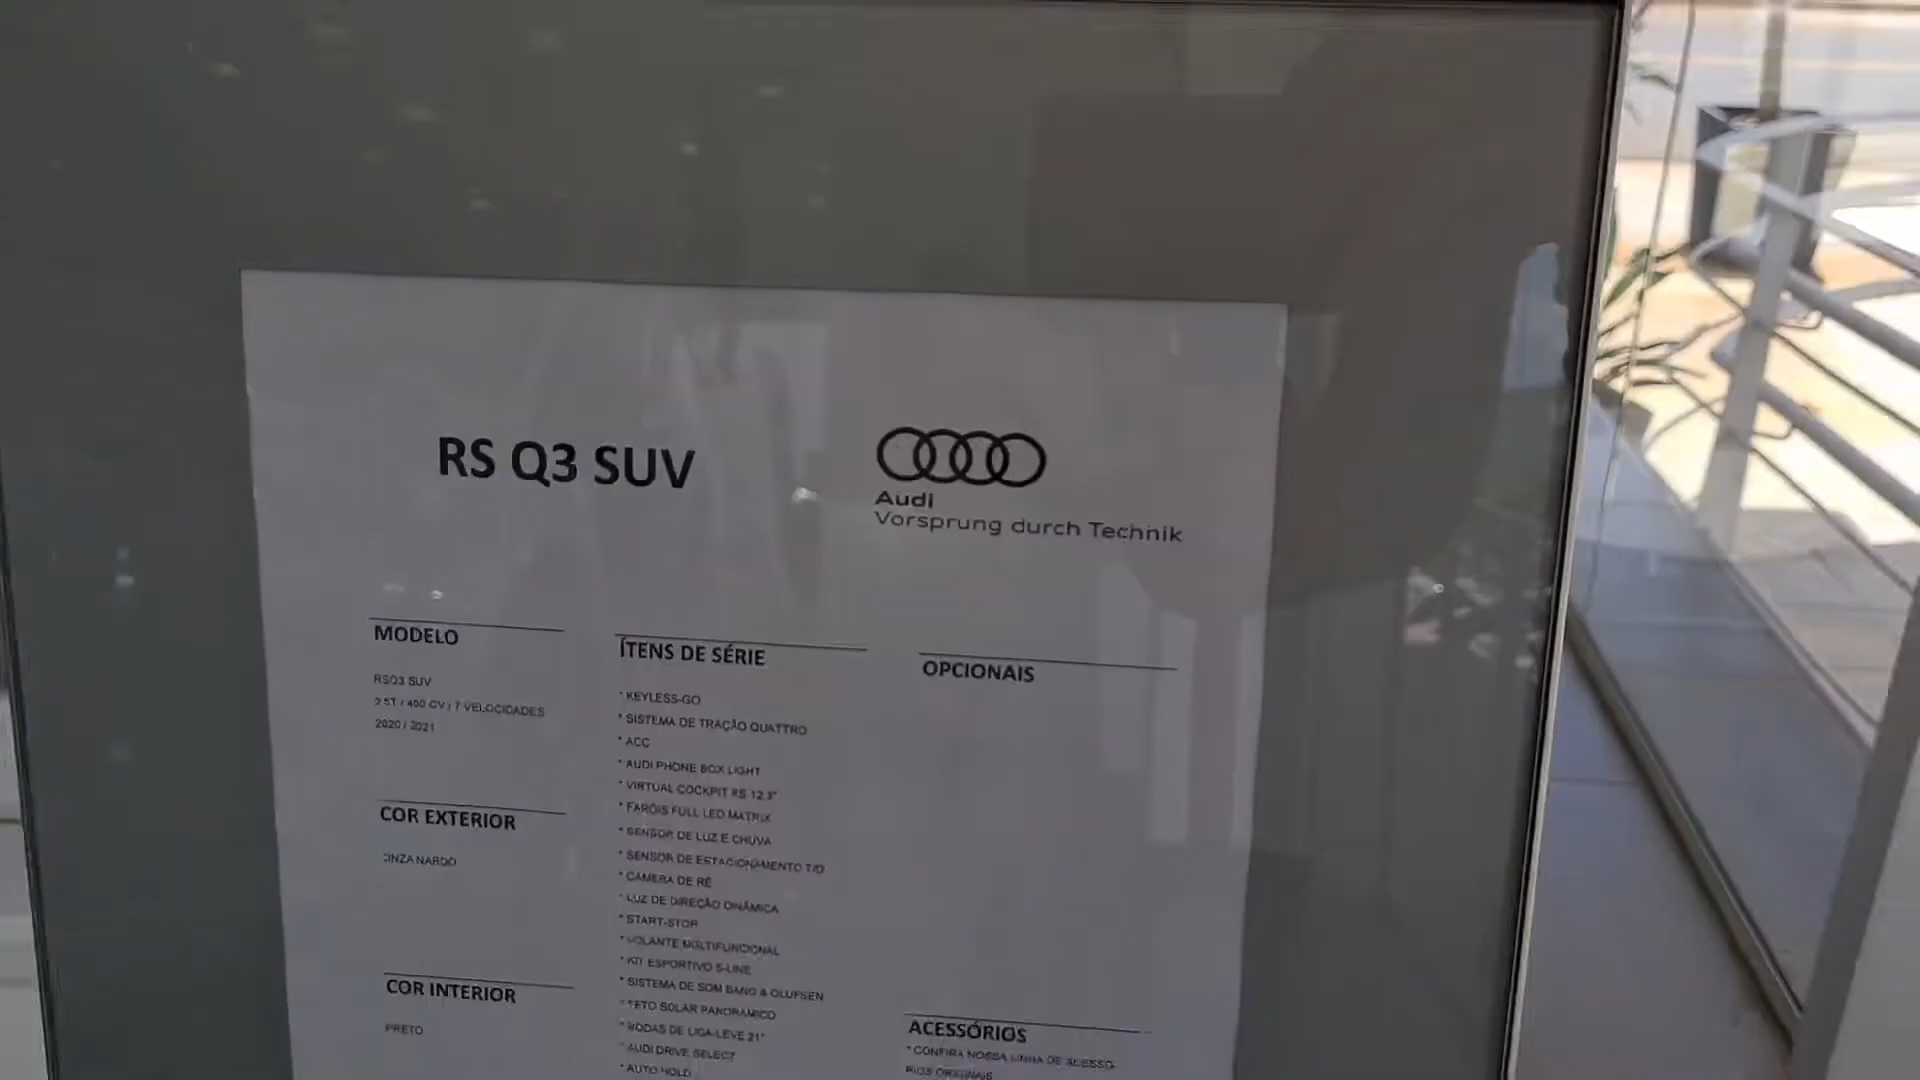 RS Q3 SUV
Audi
Vorsprung durch Technik
MODELO
RSQ3 SUV
2.5T / 400 CV / 7 VELOCIDADES
2020 / 2021
COR EXTERIOR
CINZA NARDO
COR INTERIOR
PRETO
ÍTENS DE SÉRIE
* KEYLESS-GO
* SISTEMA DE TRAÇÃO QUATTRO
* ACC
* AUDI PHONE BOX LIGHT
* VIRTUAL COCKPIT RS 12.3"
* FARÓIS FULL LED MATRIX
* SENSOR DE LUZ E CHUVA
* SENSOR DE ESTACIONAMENTO T/D
* CÂMERA DE RÉ
* LUZ DE DIREÇÃO DINÂMICA
* START-STOP
* VOLANTE MULTIFUNCIONAL
* KIT ESPORTIVO S-LINE
* SISTEMA DE SOM BANG & OLUFSEN
* TETO SOLAR PANORAMICO
* RODAS DE LIGA-LEVE 21"
* AUDI DRIVE SELECT
* AUTO HOLD
OPCIONAIS
ACESSÓRIOS
* CONFIRA NOSSA LINHA DE ACESSÓ-
RIOS ORIGINAIS